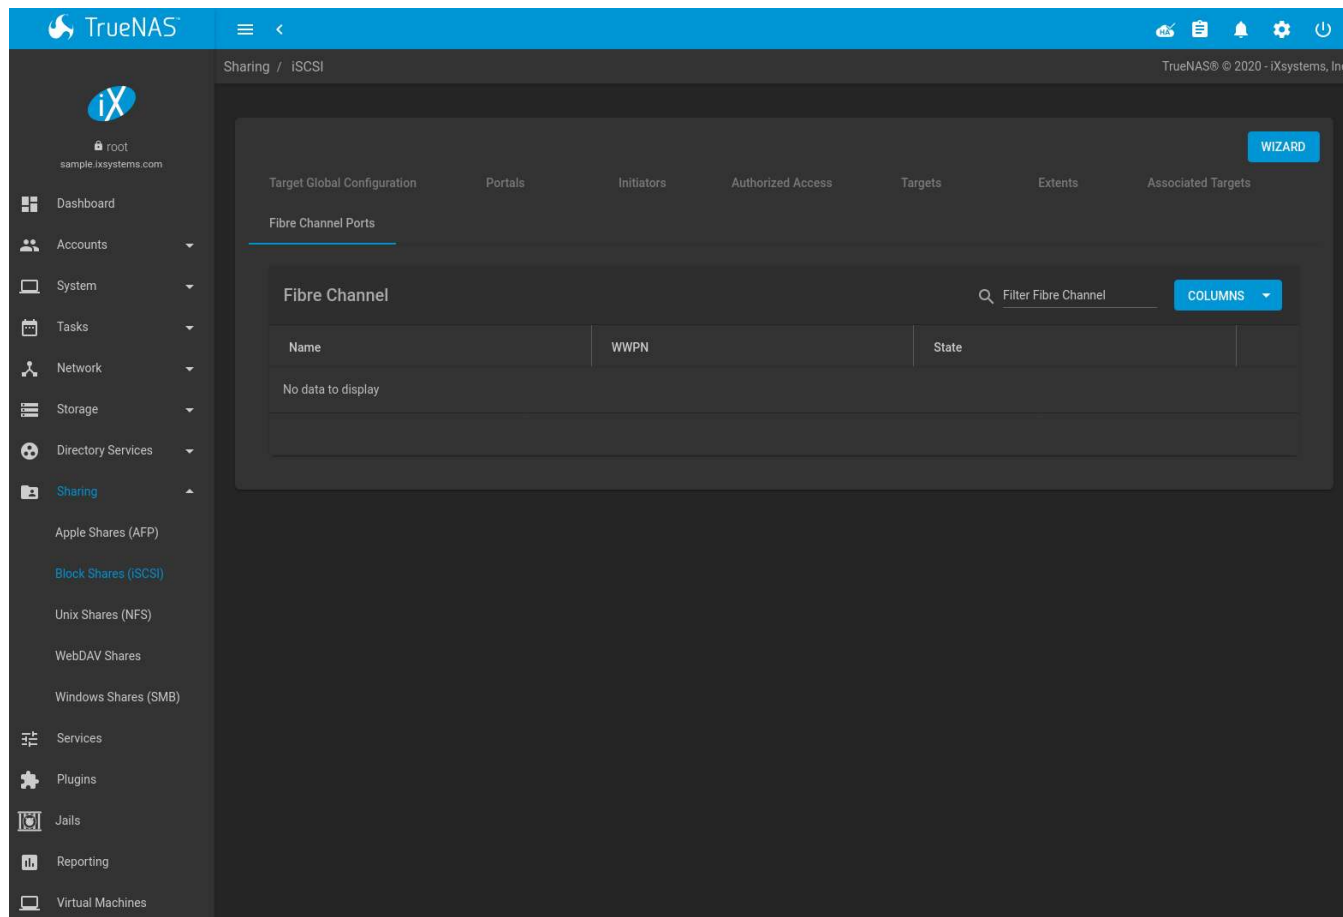 TrueNAS™
HA
Sharing / iSCSI
TrueNAS® © 2020 - iXsystems, Inc
iX
root
sample.ixsystems.com
WIZARD
Target Global Configuration Portals Initiators Authorized Access Targets Extents Associated Targets
Fibre Channel Ports
Fibre Channel
Filter Fibre Channel
COLUMNS
Name WWPN State
No data to display
Dashboard
Accounts
System
Tasks
Network
Storage
Directory Services
Sharing
Apple Shares (AFP)
Block Shares (iSCSI)
Unix Shares (NFS)
WebDAV Shares
Windows Shares (SMB)
Services
Plugins
Jails
Reporting
Virtual Machines